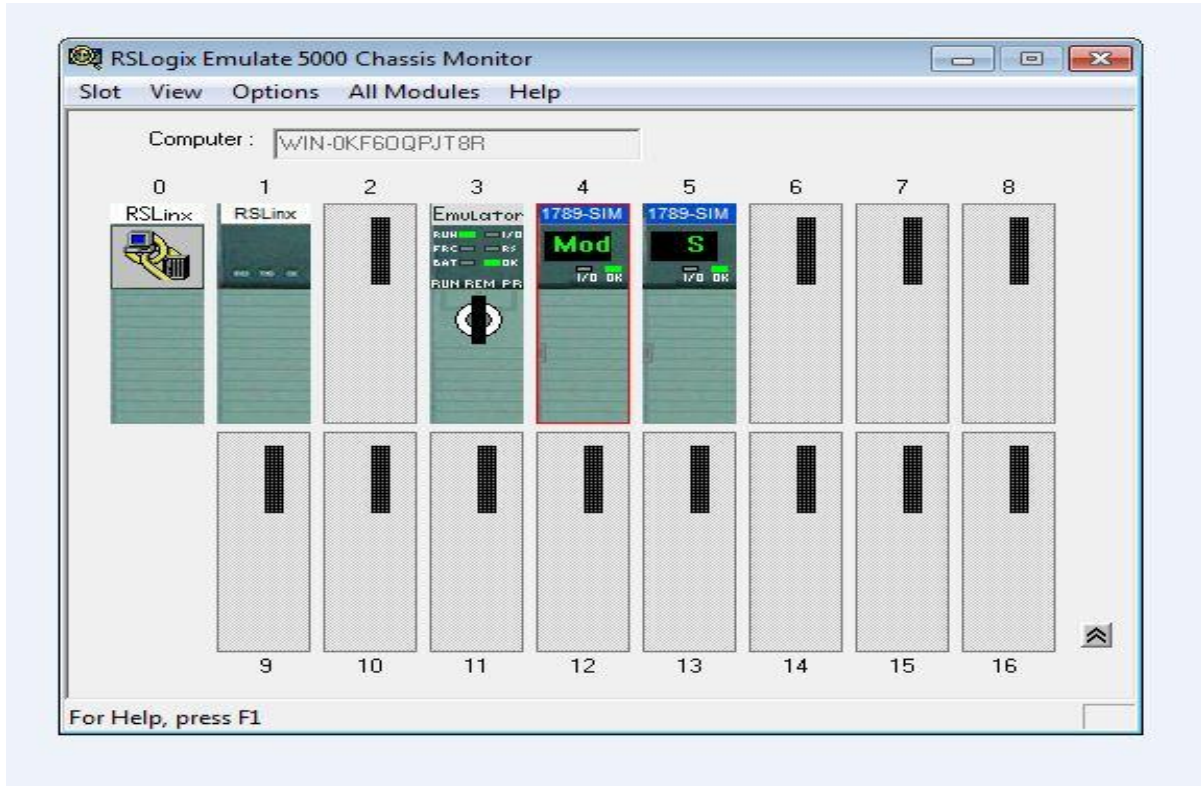 RSLogix Emulate 5000 Chassis Monitor
Slot View Options All Modules Help
Computer : WIN-0KF6OQPJT8R
0 1 2 3 4 5 6 7 8
RSLinx RSLinx Emulator 1789-SIM 1789-SIM
RUN I/O
FRC RS
BAT OK
Mod S
I/O OK I/O OK
RUN REM PR
9 10 11 12 13 14 15 16
For Help, press F1